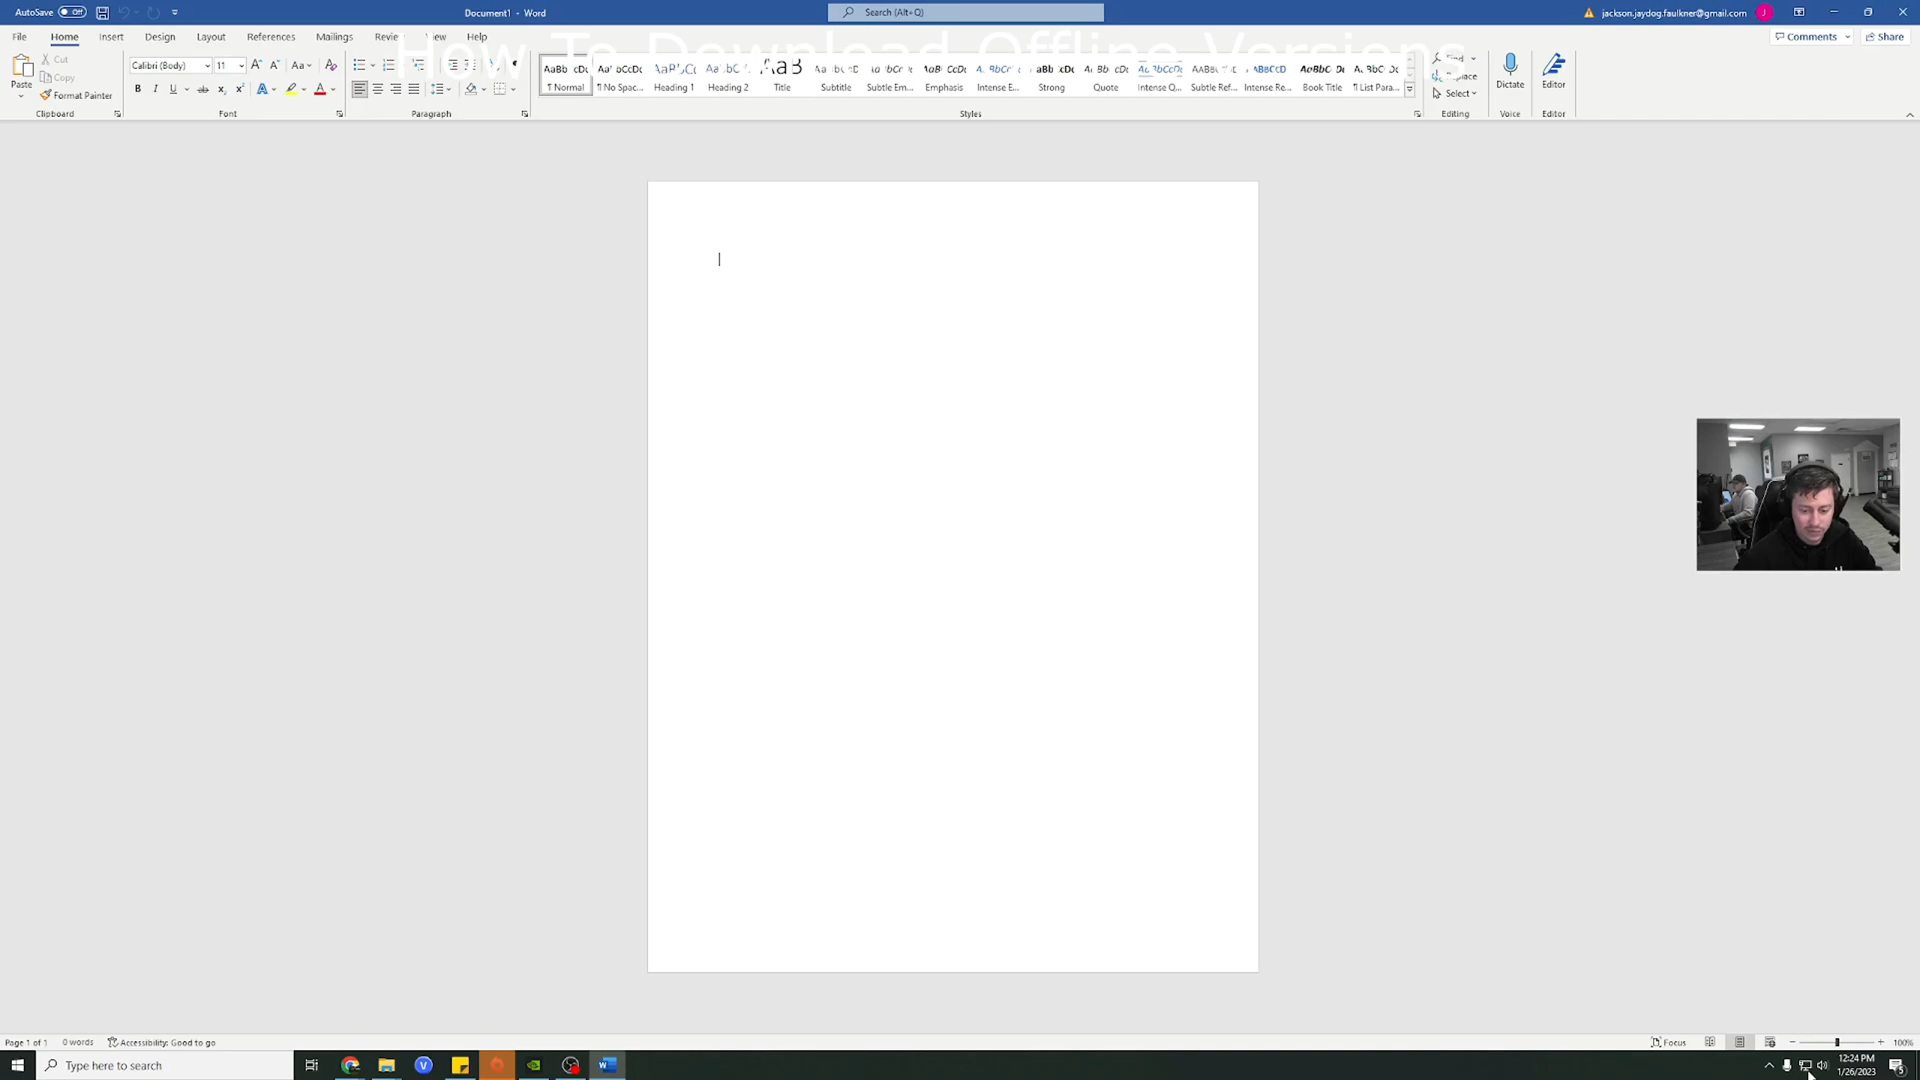 AutoSave Off
Document1 - Word
Search (Alt+Q)
jackson.jaydog.faulkner@gmail.com J
File Home Insert Design Layout References Mailings Review View Help
How To Download Offline Versions
Comments Share
Paste
Cut
Copy
Format Painter
Clipboard
Calibri (Body) 11
Font
Paragraph
Normal No Spac... Heading 1 Heading 2 Title Subtitle Subtle Em... Emphasis Intense E... Strong Quote Intense Q... Subtle Ref... Intense Re... Book Title List Para...
Styles
Find
Replace
Select
Editing
Dictate
Voice
Editor
Editor
Page 1 of 1 0 words Accessibility: Good to go
Focus 100%
Type here to search
12:24 PM
1/26/2023